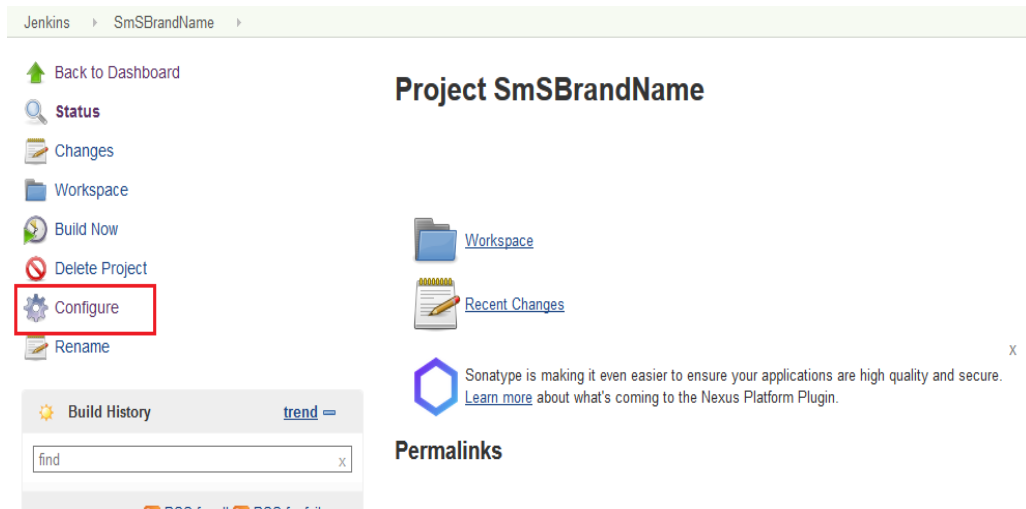 Jenkins SmSBrandName
Back to Dashboard
Status
Changes
Workspace
Build Now
Delete Project
Configure
Rename
Build History trend
find x
Project SmSBrandName
Workspace
Recent Changes
x
Sonatype is making it even easier to ensure your applications are high quality and secure.
Learn more about what's coming to the Nexus Platform Plugin.
Permalinks